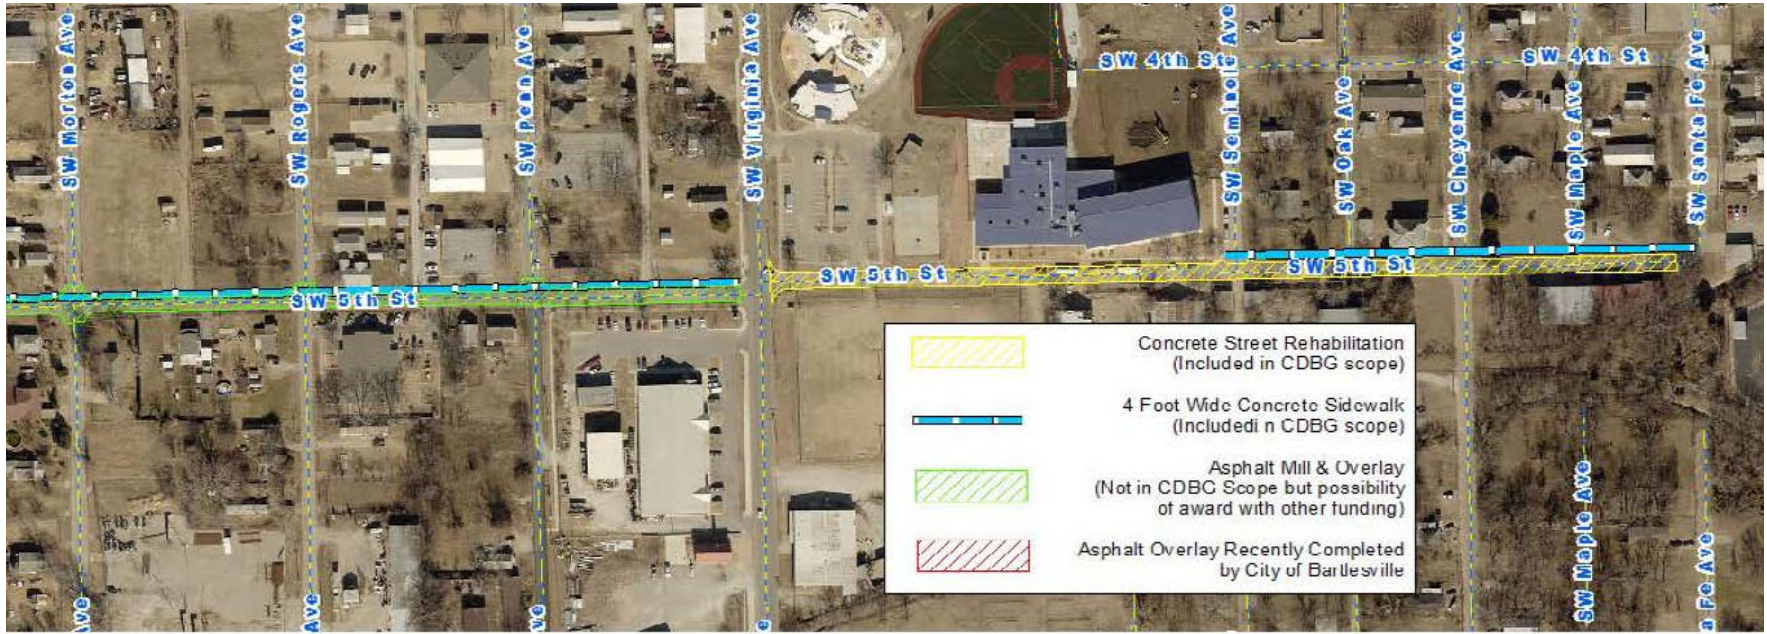 SW Morton Ave
SW Rogers Ave
SW Penn Ave
SW Virginia Ave
SW Seminole Ave
SW Oak Ave
SW Cheyenne Ave
SW Maple Ave
SW Santa Fe Ave
SW 4th St
SW 4th St
SW 5th St
SW 5th St
SW 5th St
Concrete Street Rehabilitation
(Included in CDBG scope)
4 Foot Wide Concrete Sidewalk
(Includedi n CDBG scope)
Asphalt Mill & Overlay
(Not in CDBG Scope but possibility
of award with other funding)
Asphalt Overlay Recently Completed
by City of Bartlesville
SW Maple Ave
a Fe Ave
Ave
Ave
ve
e